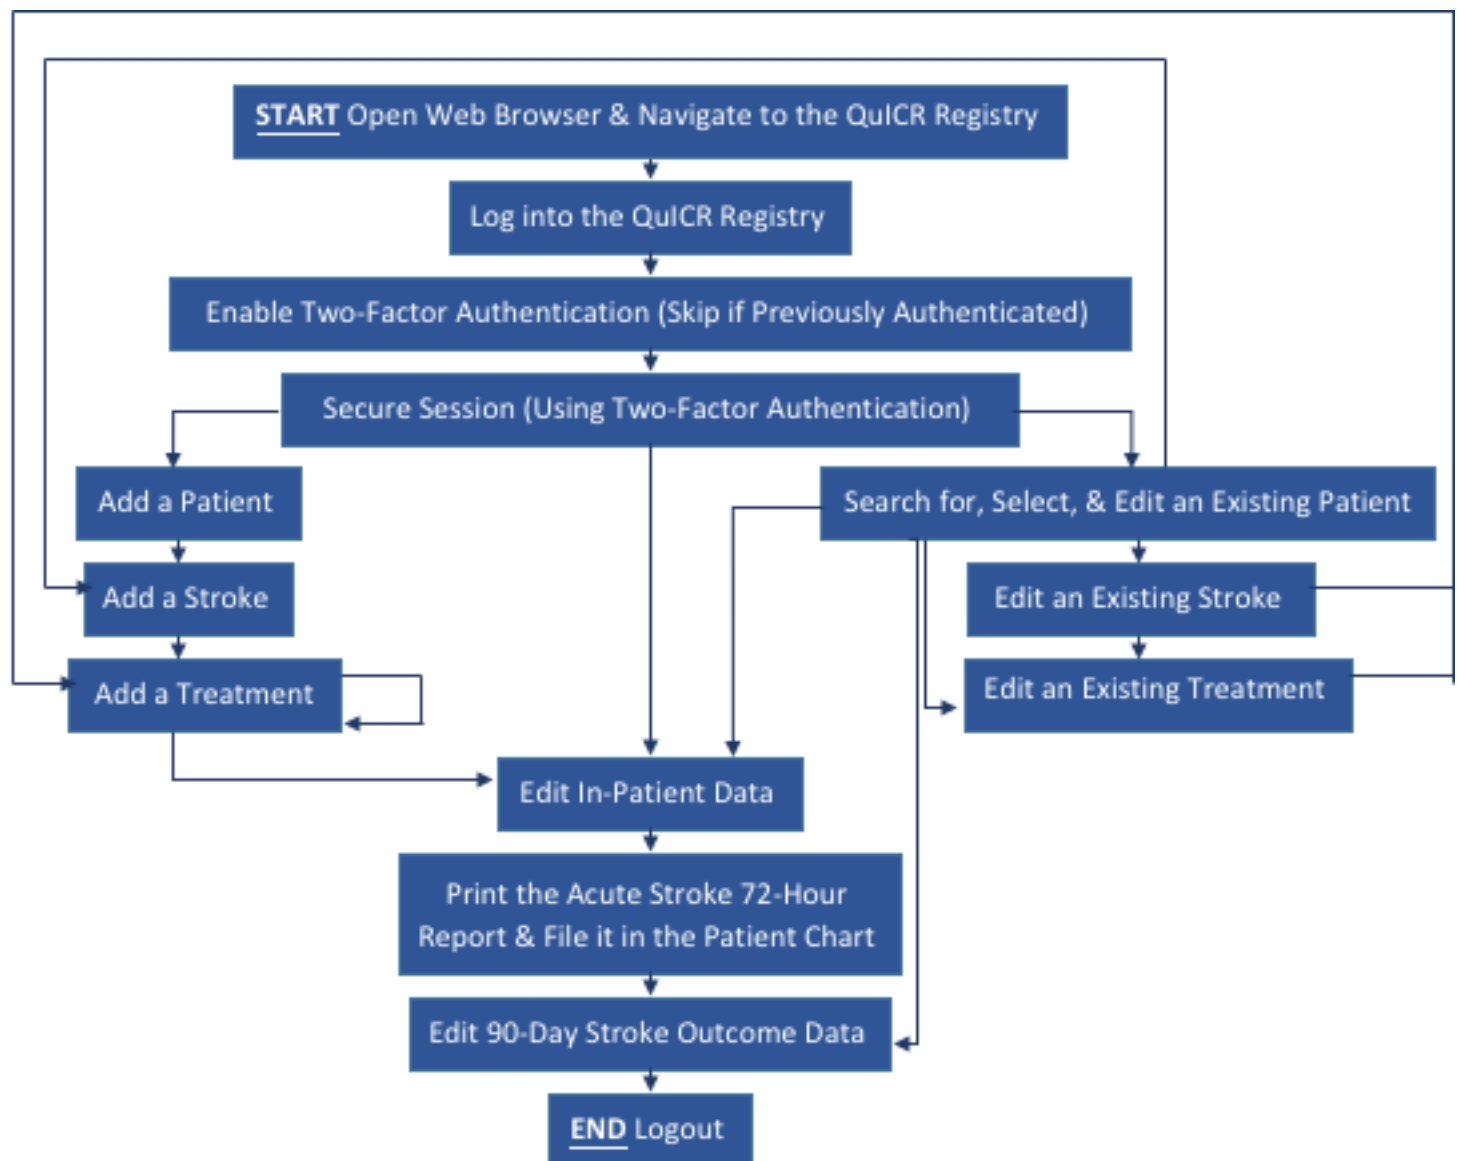 START Open Web Browser & Navigate to the QuICR Registry
Log into the QuICR Registry
Enable Two-Factor Authentication (Skip if Previously Authenticated)
Secure Session (Using Two-Factor Authentication)
Add a Patient
Search for, Select, & Edit an Existing Patient
Add a Stroke
Edit an Existing Stroke
Add a Treatment
Edit an Existing Treatment
Edit In-Patient Data
Print the Acute Stroke 72-Hour
Report & File it in the Patient Chart
Edit 90-Day Stroke Outcome Data
END Logout